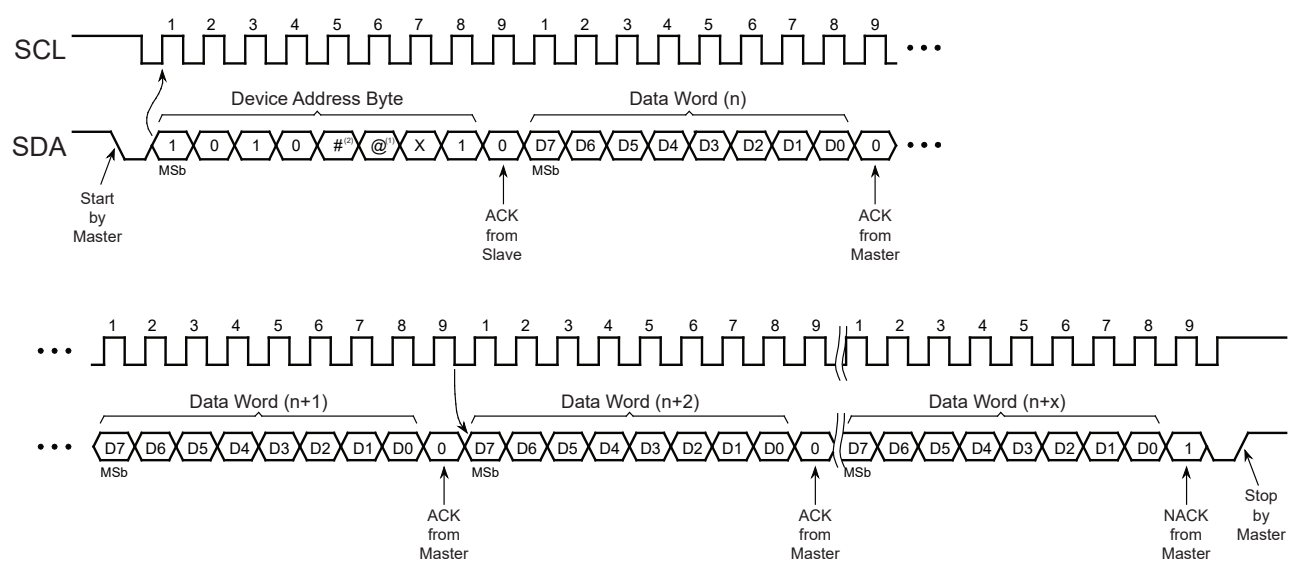 1 2 3 4 5 6 7 8 9 1 2 3 4 5 6 7 8 9
SCL •••
Device Address Byte Data Word (n)
SDA 1 0 1 0 #(2) @(1) X 1 0 D7 D6 D5 D4 D3 D2 D1 D0 0 •••
MSb MSb
Start
by
Master
ACK
from
Slave
ACK
from
Master
1 2 3 4 5 6 7 8 9 1 2 3 4 5 6 7 8 9 1 2 3 4 5 6 7 8 9
•••
Data Word (n+1) Data Word (n+2) Data Word (n+x)
••• D7 D6 D5 D4 D3 D2 D1 D0 0 D7 D6 D5 D4 D3 D2 D1 D0 0 D7 D6 D5 D4 D3 D2 D1 D0 1
MSb MSb MSb
ACK
from
Master
ACK
from
Master
NACK
from
Master
Stop
by
Master